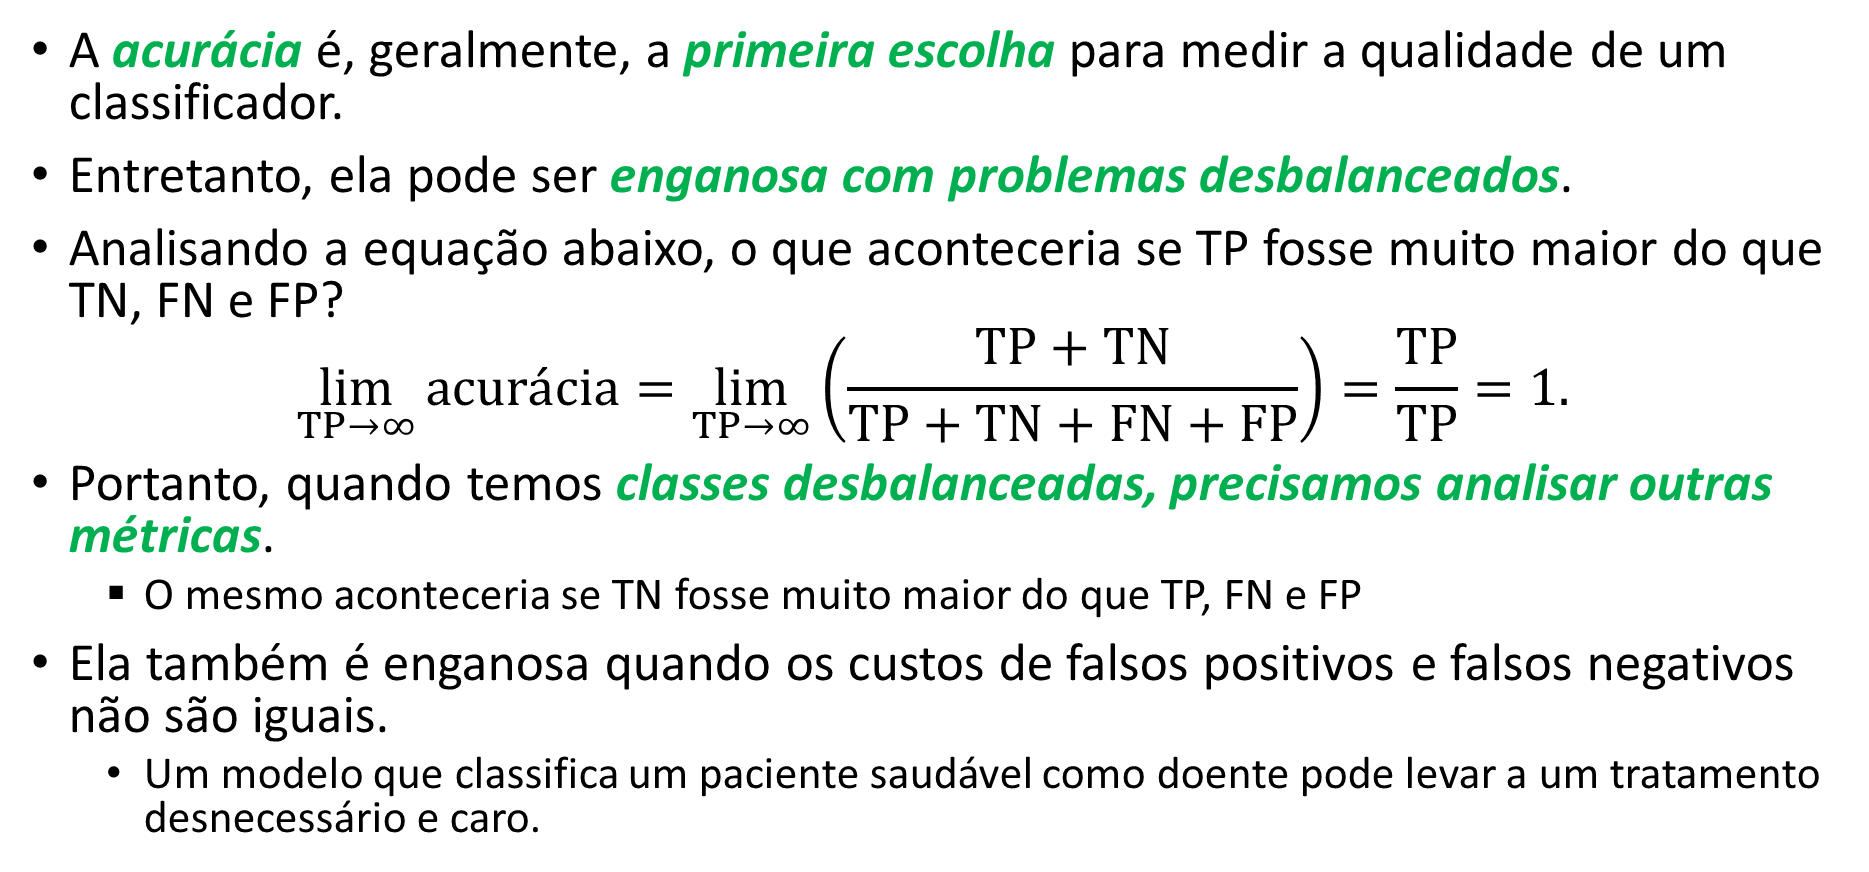 • A acurácia é, geralmente, a primeira escolha para medir a qualidade de um
classificador.
• Entretanto, ela pode ser enganosa com problemas desbalanceados.
• Analisando a equação abaixo, o que aconteceria se TP fosse muito maior do que
TN, FN e FP?
lim TP→∞ acurácia = lim TP→∞ ( (TP + TN) / (TP + TN + FN + FP) ) = TP/TP = 1.
• Portanto, quando temos classes desbalanceadas, precisamos analisar outras
métricas.
▪ O mesmo aconteceria se TN fosse muito maior do que TP, FN e FP
• Ela também é enganosa quando os custos de falsos positivos e falsos negativos
não são iguais.
• Um modelo que classifica um paciente saudável como doente pode levar a um tratamento
desnecessário e caro.